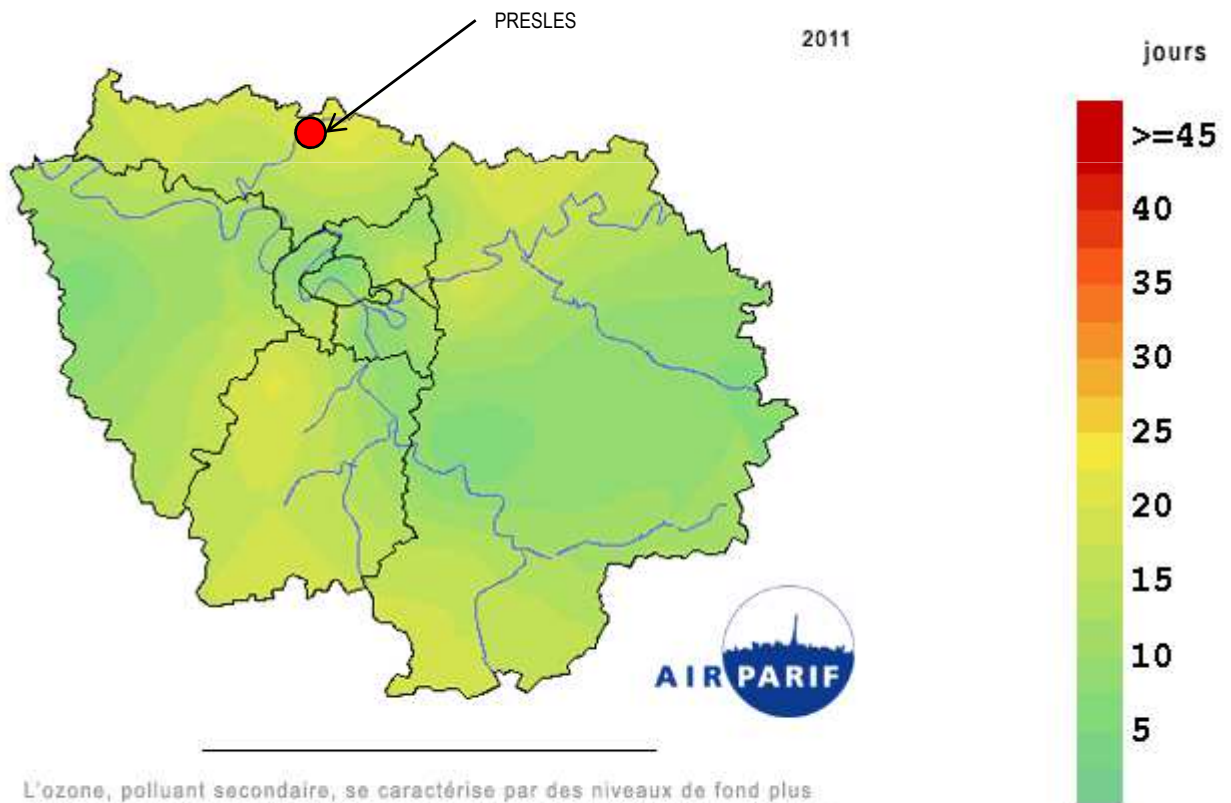 PRESLES
2011
jours
>=45
40
35
30
25
20
15
10
5
AIRPARIF
L'ozone, polluant secondaire, se caractérise par des niveaux de fond plus